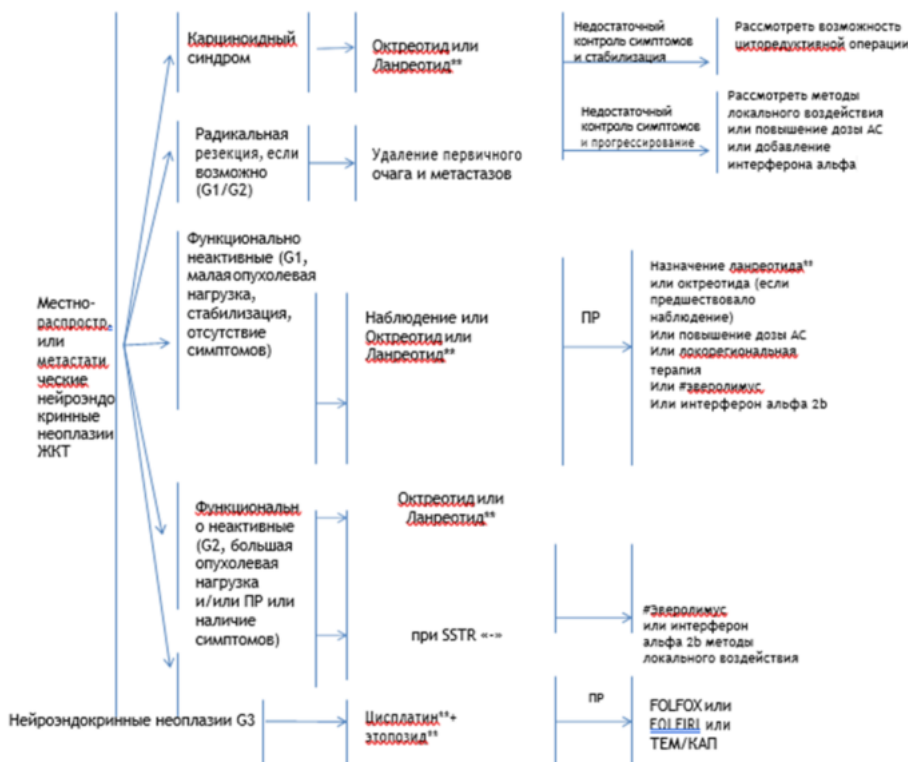 Карциноидный
синдром
Октреотид или
Ланреотид**
Недостаточный
контроль симптомов
и стабилизация
Рассмотреть возможность
циторедуктивной операции
Недостаточный
контроль симптомов
и прогрессирование
Рассмотреть методы
локального воздействия
или повышение дозы АС
или добавление
интерферона альфа
Радикальная
резекция, если
возможно
(G1/G2)
Удаление первичного
очага и метастазов
Местно-
распростр.
или
метастати
ческие
нейроэндо
кринные
неоплазии
ЖКТ
Функционально
неактивные (G1,
малая опухолевая
нагрузка,
стабилизация,
отсутствие
симптомов)
Наблюдение или
Октреотид или
Ланреотид**
ПР
Назначение ланреотида**
или октреотида (если
предшествовало
наблюдение)
Или повышение дозы АС
Или локорегиональная
терапия
Или #эверолимус
Или интерферон альфа 2b
Функциональн
о неактивные
(G2, большая
опухолевая
нагрузка
и/или ПР или
наличие
симптомов)
Октреотид или
Ланреотид**
при SSTR «-»
#Эверолимус
или интерферон
альфа 2b методы
локального воздействия
Нейроэндокринные неоплазии G3
Цисплатин**+
этопозид**
ПР
FOLFOX или
FOLFIRI или
ТЕМ/КАП